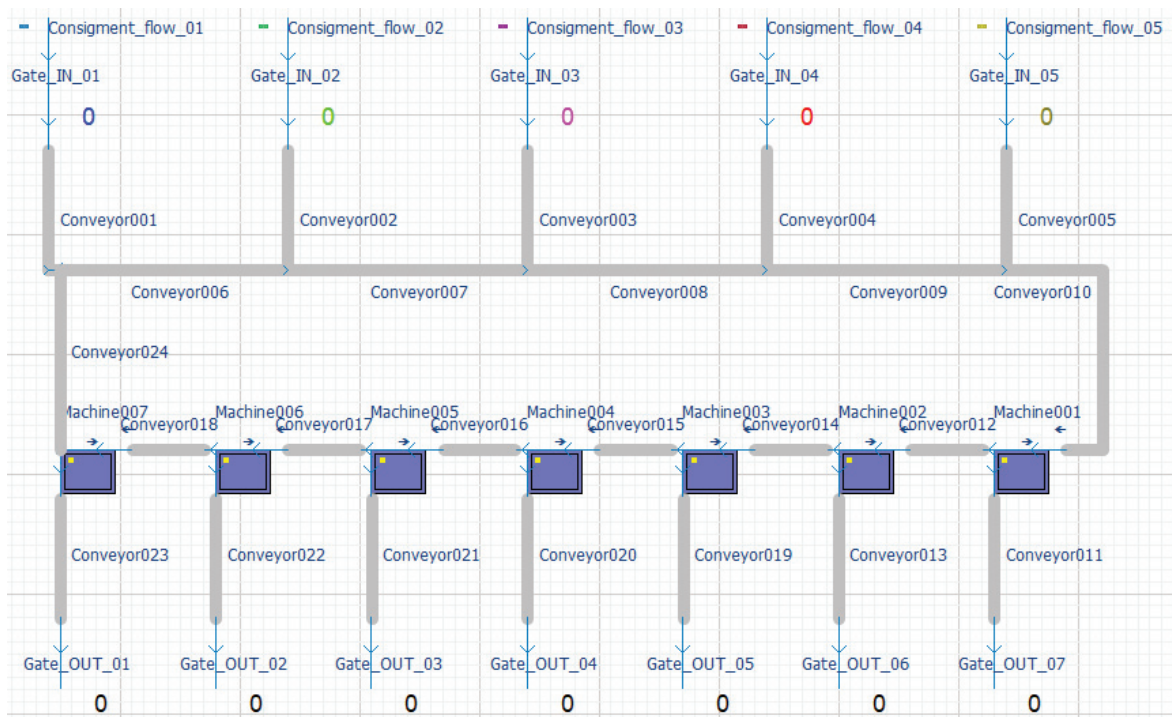 Consigment_flow_01 Consigment_flow_02 Consigment_flow_03 Consigment_flow_04 Consigment_flow_05
Gate_IN_01 Gate_IN_02 Gate_IN_03 Gate_IN_04 Gate_IN_05
0 0 0 0 0
Conveyor001 Conveyor002 Conveyor003 Conveyor004 Conveyor005
Conveyor006 Conveyor007 Conveyor008 Conveyor009 Conveyor010
Conveyor024
Machine007 Machine006 Machine005 Machine004 Machine003 Machine002 Machine001
Conveyor018 Conveyor017 Conveyor016 Conveyor015 Conveyor014 Conveyor012
Conveyor023 Conveyor022 Conveyor021 Conveyor020 Conveyor019 Conveyor013 Conveyor011
Gate_OUT_01 Gate_OUT_02 Gate_OUT_03 Gate_OUT_04 Gate_OUT_05 Gate_OUT_06 Gate_OUT_07
0 0 0 0 0 0 0